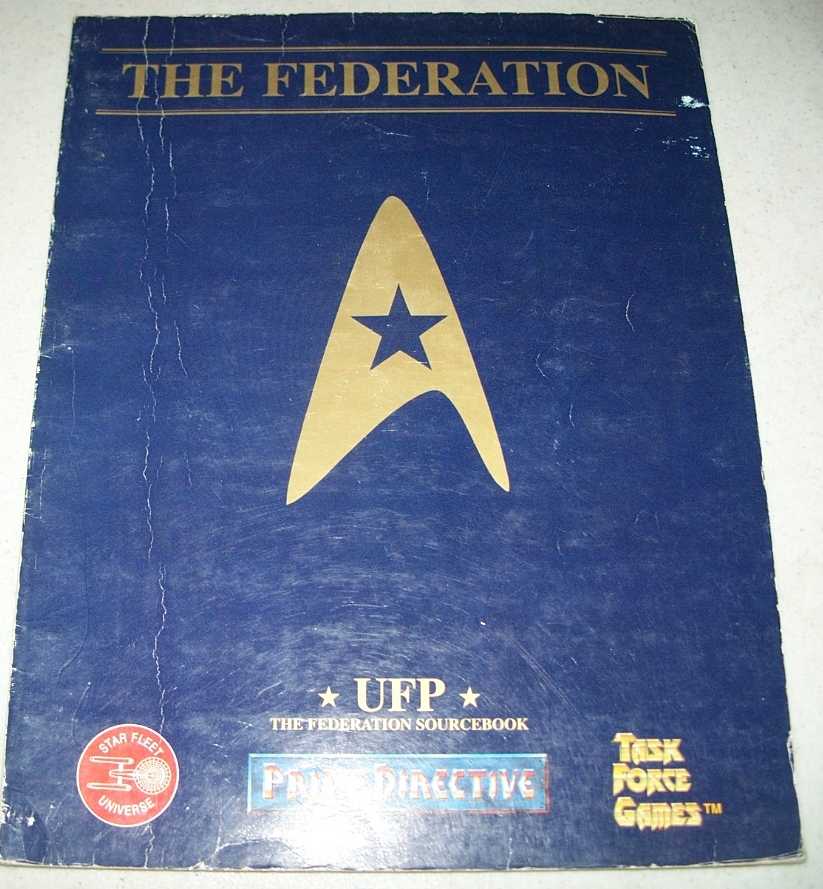 THE FEDERATION
★ UFP ★
THE FEDERATION SOURCEBOOK
STAR FLEET
UNIVERSE
PRIME DIRECTIVE
TASK
FORCE
GAMES™